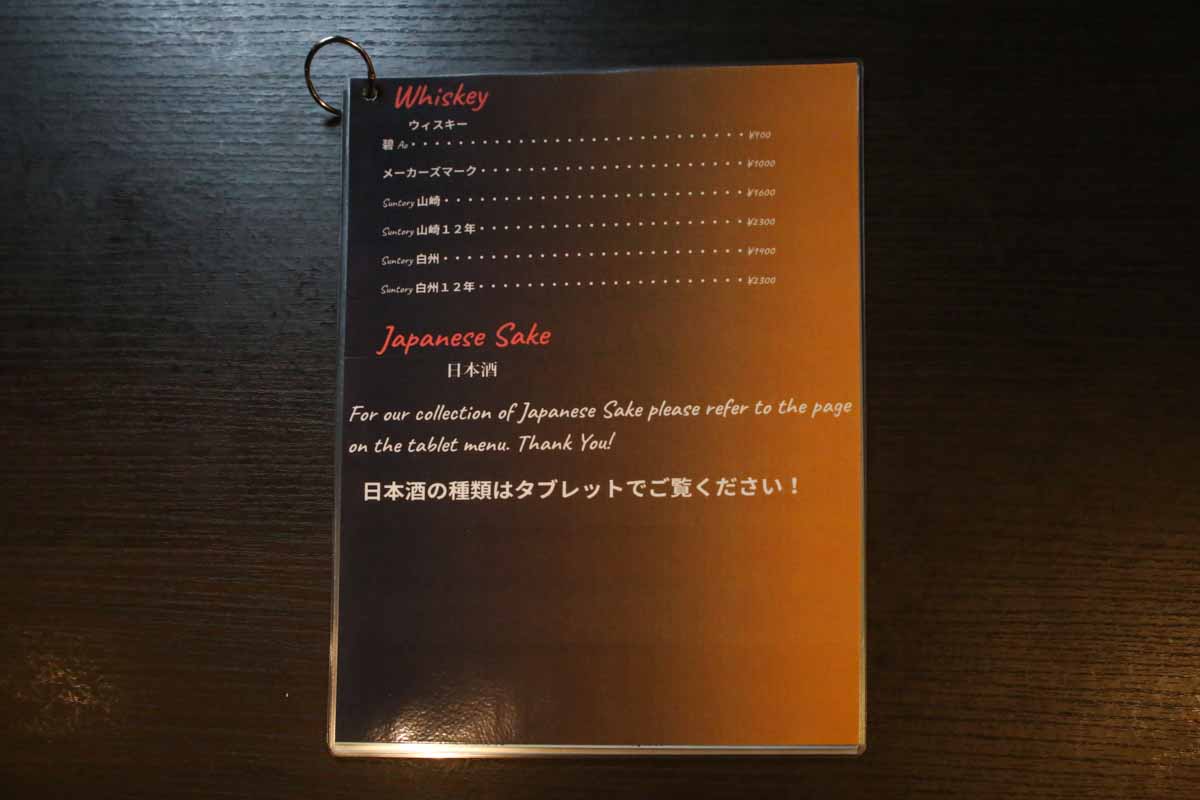 Whiskey
ウィスキー
碧 Ao・・・・・・・・・・・・・・・・・・・・・・・・・・・・・ ¥900
メーカーズマーク・・・・・・・・・・・・・・・・・・・・・・・ ¥1000
Suntory 山崎・・・・・・・・・・・・・・・・・・・・・・・・・・ ¥1600
Suntory 山崎１２年・・・・・・・・・・・・・・・・・・・・・・・ ¥2300
Suntory 白州・・・・・・・・・・・・・・・・・・・・・・・・・・ ¥1900
Suntory 白州１２年・・・・・・・・・・・・・・・・・・・・・・・ ¥2300
Japanese Sake
日本酒
For our collection of Japanese Sake please refer to the page
on the tablet menu. Thank You!
日本酒の種類はタブレットでご覧ください！